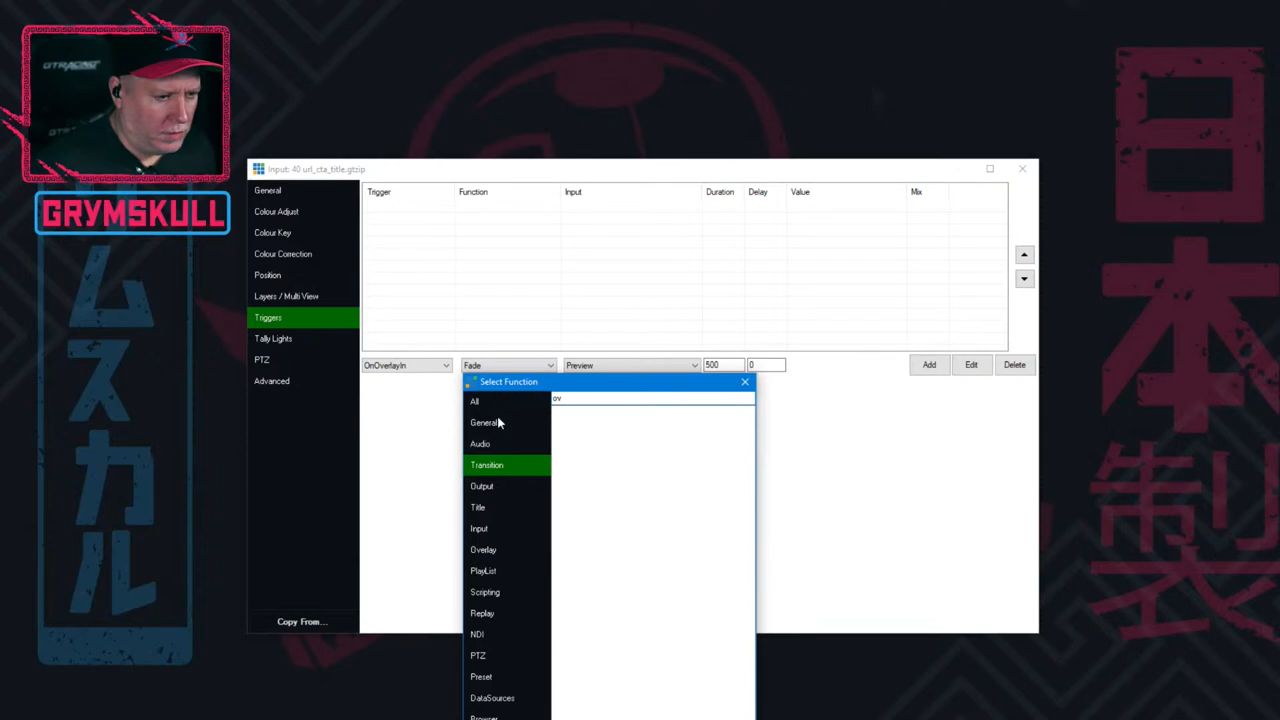 GTRACING
GRYMSKULL
ムスカル
日本製
Input: 40 url_cta_title.gtzip
General
Colour Adjust
Colour Key
Colour Correction
Position
Layers / Multi View
Triggers
Tally Lights
PTZ
Advanced
Copy From...
Trigger Function Input Duration Delay Value Mix
OnOverlayIn Fade Preview 500 0 Add Edit Delete
Select Function
ov
All
General
Audio
Transition
Output
Title
Input
Overlay
PlayList
Scripting
Replay
NDI
PTZ
Preset
DataSources
Browser